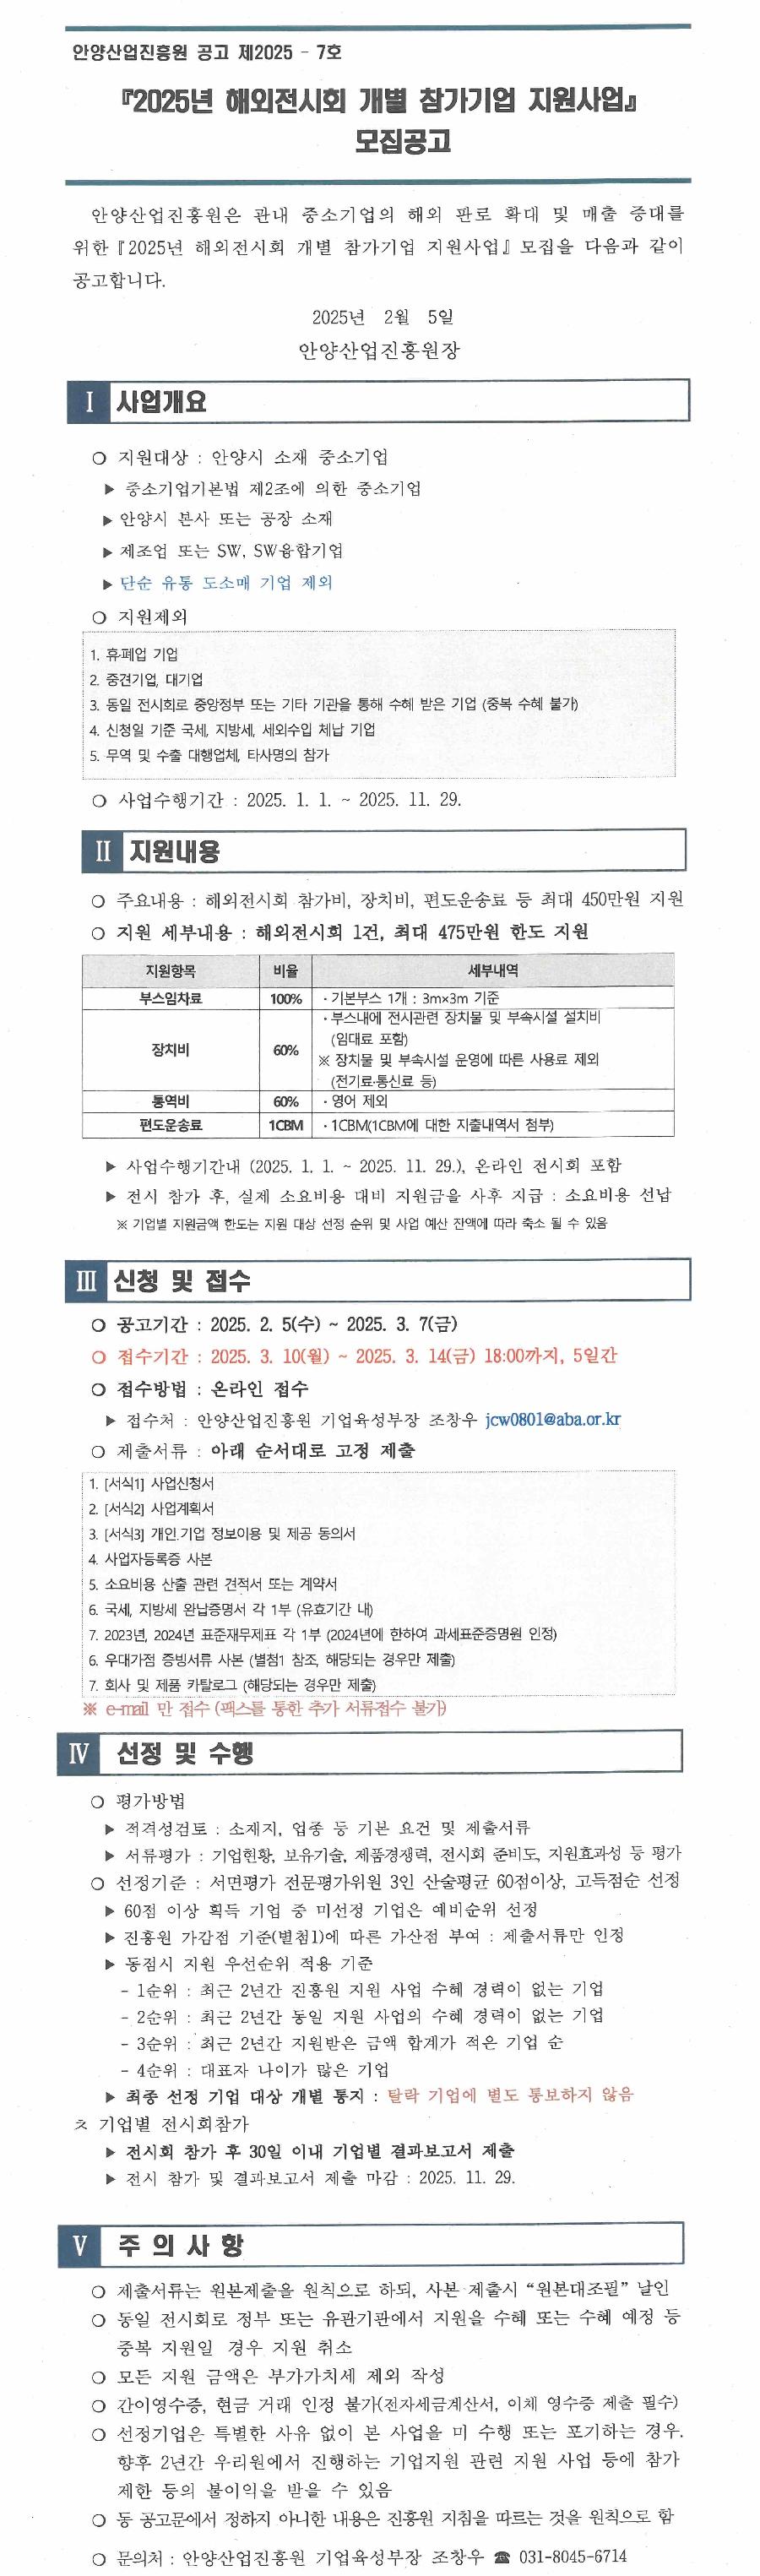 안양산업진흥원 공고 제2025 - 7호
『2025년 해외전시회 개별 참가기업 지원사업』
모집공고
안양산업진흥원은 관내 중소기업의 해외 판로 확대 및 매출 증대를
위한『2025년 해외전시회 개별 참가기업 지원사업』모집을 다음과 같이
공고합니다.
2025년 2월 5일
안양산업진흥원장
Ⅰ 사업개요
❍ 지원대상 : 안양시 소재 중소기업
▶ 중소기업기본법 제2조에 의한 중소기업
▶ 안양시 본사 또는 공장 소재
▶ 제조업 또는 SW, SW융합기업
▶ 단순 유통 도소매 기업 제외
❍ 지원제외
1. 휴·폐업 기업
2. 중견기업, 대기업
3. 동일 전시회로 중앙정부 또는 기타 기관을 통해 수혜 받은 기업 (중복 수혜 불가)
4. 신청일 기준 국세, 지방세, 세외수입 체납 기업
5. 무역 및 수출 대행업체, 타사명의 참가
❍ 사업수행기간 : 2025. 1. 1. ~ 2025. 11. 29.
Ⅱ 지원내용
❍ 주요내용 : 해외전시회 참가비, 장치비, 편도운송료 등 최대 450만원 지원
❍ 지원 세부내용 : 해외전시회 1건, 최대 475만원 한도 지원
지원항목 비율 세부내역
부스임차료 100% · 기본부스 1개 : 3m×3m 기준
장치비 60% · 부스내에 전시관련 장치물 및 부속시설 설치비
(임대료 포함)
※ 장치물 및 부속시설 운영에 따른 사용료 제외
(전기료·통신료 등)
통역비 60% · 영어 제외
편도운송료 1CBM · 1CBM(1CBM에 대한 지출내역서 첨부)
▶ 사업수행기간내 (2025. 1. 1. ~ 2025. 11. 29.), 온라인 전시회 포함
▶ 전시 참가 후, 실제 소요비용 대비 지원금을 사후 지급 : 소요비용 선납
※ 기업별 지원금액 한도는 지원 대상 선정 순위 및 사업 예산 잔액에 따라 축소 될 수 있음
Ⅲ 신청 및 접수
❍ 공고기간 : 2025. 2. 5(수) ~ 2025. 3. 7(금)
❍ 접수기간 : 2025. 3. 10(월) ~ 2025. 3. 14(금) 18:00까지, 5일간
❍ 접수방법 : 온라인 접수
▶ 접수처 : 안양산업진흥원 기업육성부장 조창우 jcw0801@aba.or.kr
❍ 제출서류 : 아래 순서대로 고정 제출
1. [서식1] 사업신청서
2. [서식2] 사업계획서
3. [서식3] 개인.기업 정보이용 및 제공 동의서
4. 사업자등록증 사본
5. 소요비용 산출 관련 견적서 또는 계약서
6. 국세, 지방세 완납증명서 각 1부 (유효기간 내)
7. 2023년, 2024년 표준재무제표 각 1부 (2024년에 한하여 과세표준증명원 인정)
6. 우대가점 증빙서류 사본 (별첨1 참조, 해당되는 경우만 제출)
7. 회사 및 제품 카탈로그 (해당되는 경우만 제출)
※ e-mail 만 접수 (팩스를 통한 추가 서류접수 불가)
Ⅳ 선정 및 수행
❍ 평가방법
▶ 적격성검토 : 소재지, 업종 등 기본 요건 및 제출서류
▶ 서류평가 : 기업현황, 보유기술, 제품경쟁력, 전시회 준비도, 지원효과성 등 평가
❍ 선정기준 : 서면평가 전문평가위원 3인 산술평균 60점이상, 고득점순 선정
▶ 60점 이상 획득 기업 중 미선정 기업은 예비순위 선정
▶ 진흥원 가감점 기준(별첨1)에 따른 가산점 부여 : 제출서류만 인정
▶ 동점시 지원 우선순위 적용 기준
- 1순위 : 최근 2년간 진흥원 지원 사업 수혜 경력이 없는 기업
- 2순위 : 최근 2년간 동일 지원 사업의 수혜 경력이 없는 기업
- 3순위 : 최근 2년간 지원받은 금액 합계가 적은 기업 순
- 4순위 : 대표자 나이가 많은 기업
▶ 최종 선정 기업 대상 개별 통지 : 탈락 기업에 별도 통보하지 않음
ㅊ 기업별 전시회참가
▶ 전시회 참가 후 30일 이내 기업별 결과보고서 제출
▶ 전시 참가 및 결과보고서 제출 마감 : 2025. 11. 29.
Ⅴ 주 의 사 항
❍ 제출서류는 원본제출을 원칙으로 하되, 사본 제출시 “원본대조필” 날인
❍ 동일 전시회로 정부 또는 유관기관에서 지원을 수혜 또는 수혜 예정 등
중복 지원일 경우 지원 취소
❍ 모든 지원 금액은 부가가치세 제외 작성
❍ 간이영수증, 현금 거래 인정 불가(전자세금계산서, 이체 영수증 제출 필수)
❍ 선정기업은 특별한 사유 없이 본 사업을 미 수행 또는 포기하는 경우,
향후 2년간 우리원에서 진행하는 기업지원 관련 지원 사업 등에 참가
제한 등의 불이익을 받을 수 있음
❍ 동 공고문에서 정하지 아니한 내용은 진흥원 지침을 따르는 것을 원칙으로 함
❍ 문의처 : 안양산업진흥원 기업육성부장 조창우 ☎ 031-8045-6714